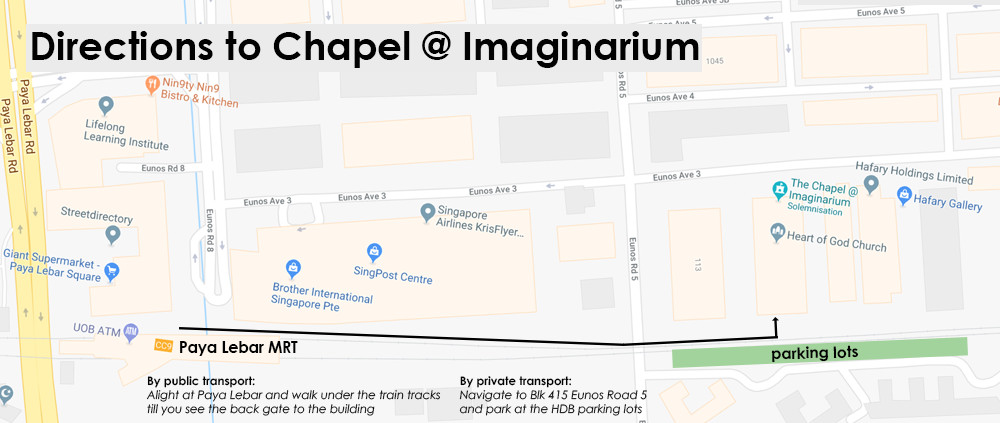 Directions to Chapel @ Imaginarium
Eunos Ave 5
Eunos Ave 5
1045
Paya Lebar Rd
Paya Lebar Rd
Nin9ty Nin9
Bistro & Kitchen
Eunos Rd 5
Eunos Ave 4
Lifelong
Learning Institute
Eunos Rd 8
Eunos Ave 3
Eunos Ave 3
Eunos Ave 3
Eunos Ave 3
Hafary Holdings Limited
The Chapel @
Imaginarium
Solemnisation
Hafary Gallery
Streetdirectory
Singapore
Airlines KrisFlyer...
Eunos Rd 8
Eunos Rd 5
Heart of God Church
Giant Supermarket -
Paya Lebar Square
SingPost Centre
113
Brother International
Singapore Pte
UOB ATM
ATM
CC9
Paya Lebar MRT
parking lots
By public transport:
Alight at Paya Lebar and walk under the train tracks
till you see the back gate to the building
By private transport:
Navigate to Blk 415 Eunos Road 5
and park at the HDB parking lots